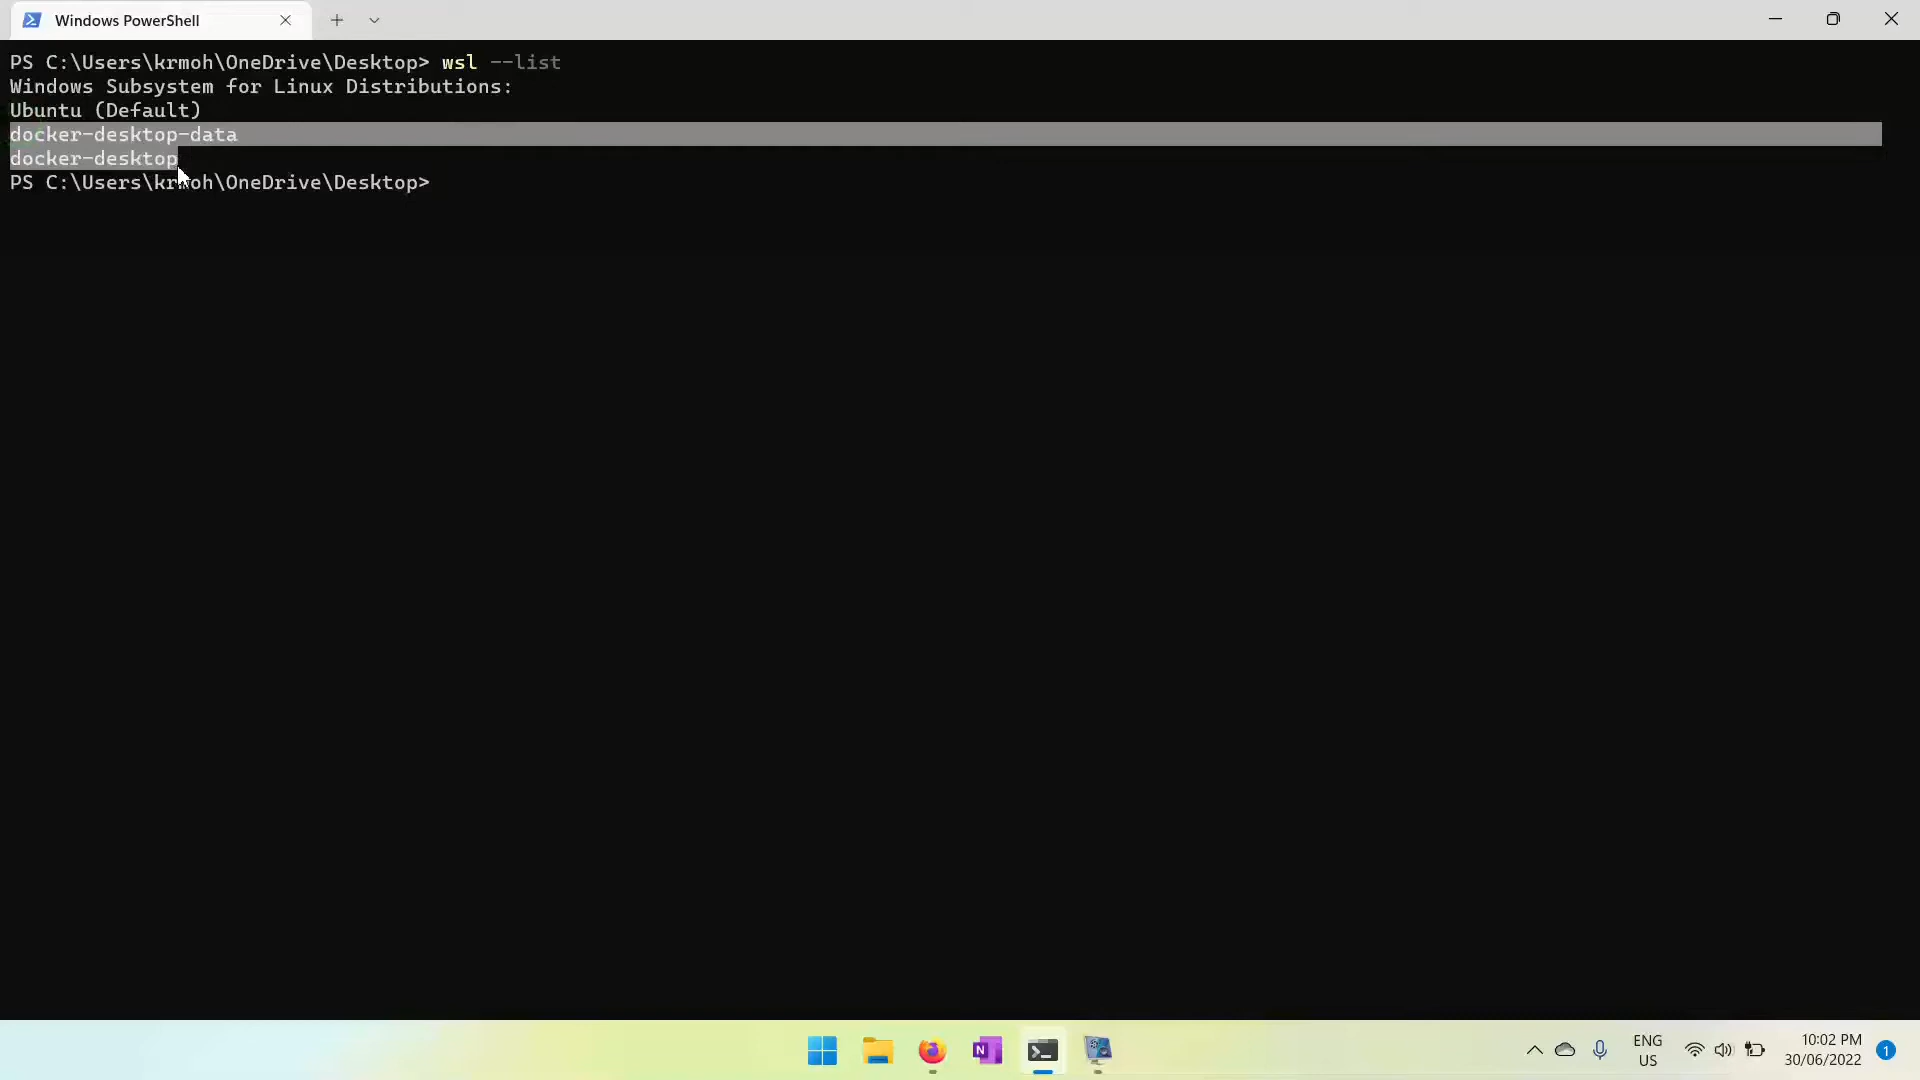 Windows PowerShell
PS C:\Users\krmoh\OneDrive\Desktop> wsl --list
Windows Subsystem for Linux Distributions:
Ubuntu (Default)
docker-desktop-data
docker-desktop
PS C:\Users\krmoh\OneDrive\Desktop>
N
ENG
US
10:02 PM
30/06/2022
1